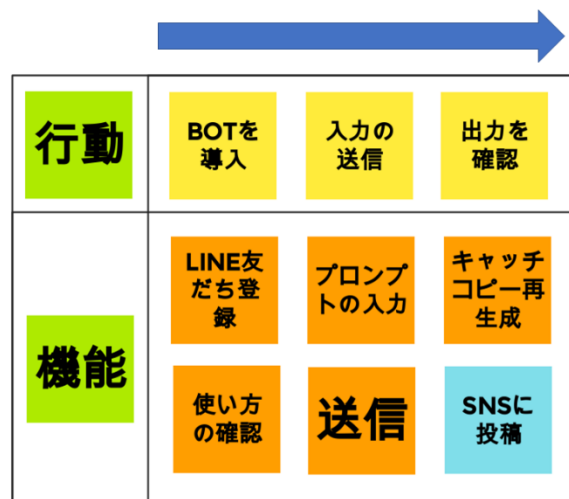 行動
BOTを
導入
入力の
送信
出力を
確認
機能
LINE友
だち登
録
プロンプ
トの入力
キャッチ
コピー再
生成
使い方
の確認
送信
SNSに
投稿